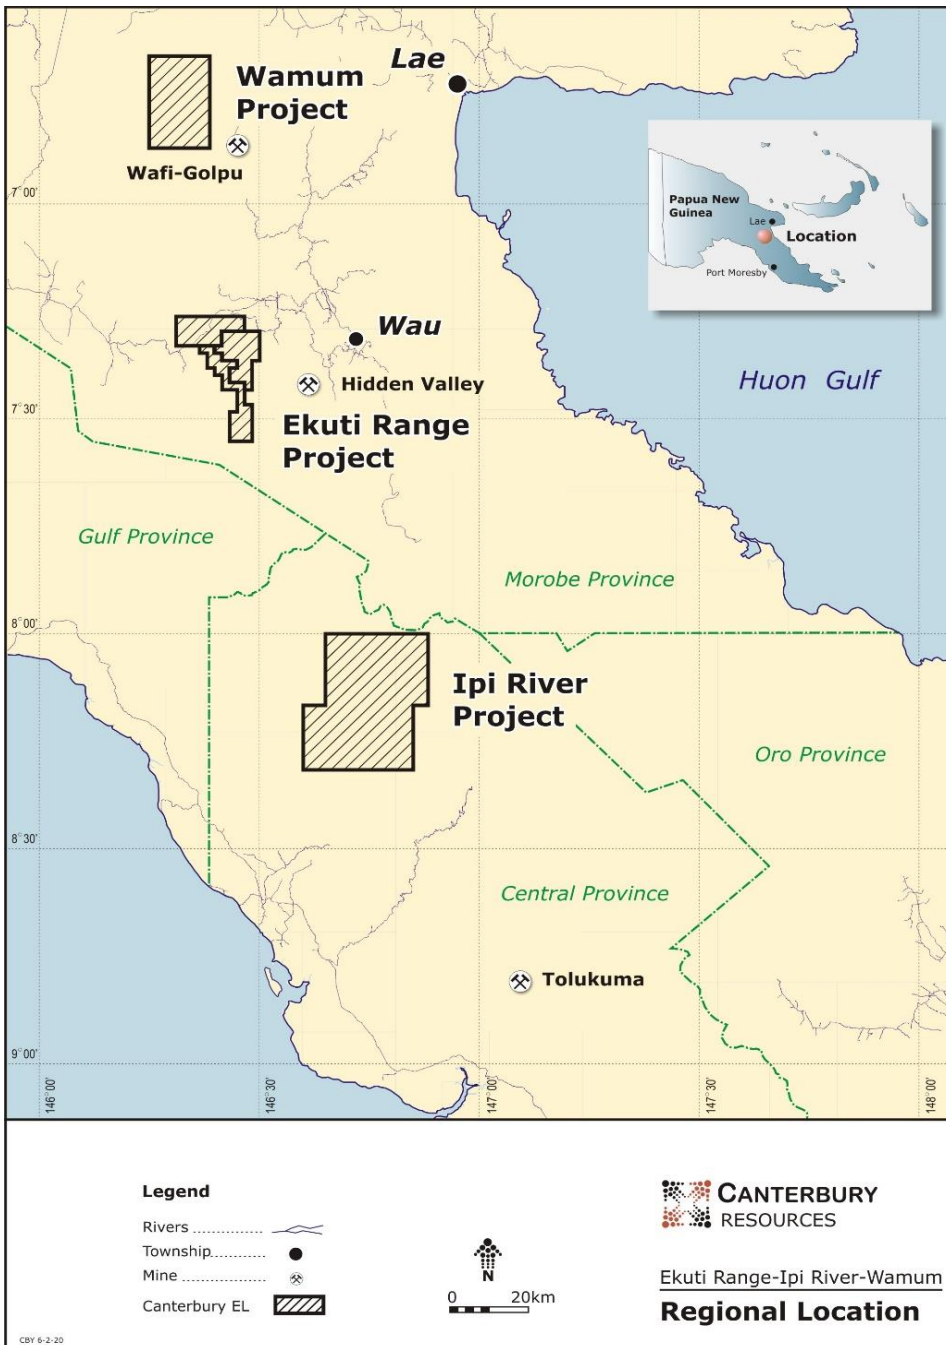 Lae
Wamum
Project
Wafi-Golpu
7°00'
Papua New
Guinea
Lae
Location
Port Moresby
Wau
Hidden Valley
Huon Gulf
7°30'
Ekuti Range
Project
Gulf Province
Morobe Province
8°00'
Ipi River
Project
Oro Province
8°30'
Central Province
Tolukuma
9°00'
146°00'
146°30'
147°00'
147°30'
148°00'
Legend
Rivers
Township
Mine
Canterbury EL
N
0 20km
CANTERBURY
RESOURCES
Ekuti Range-Ipi River-Wamum
Regional Location
CBY 6-2-20